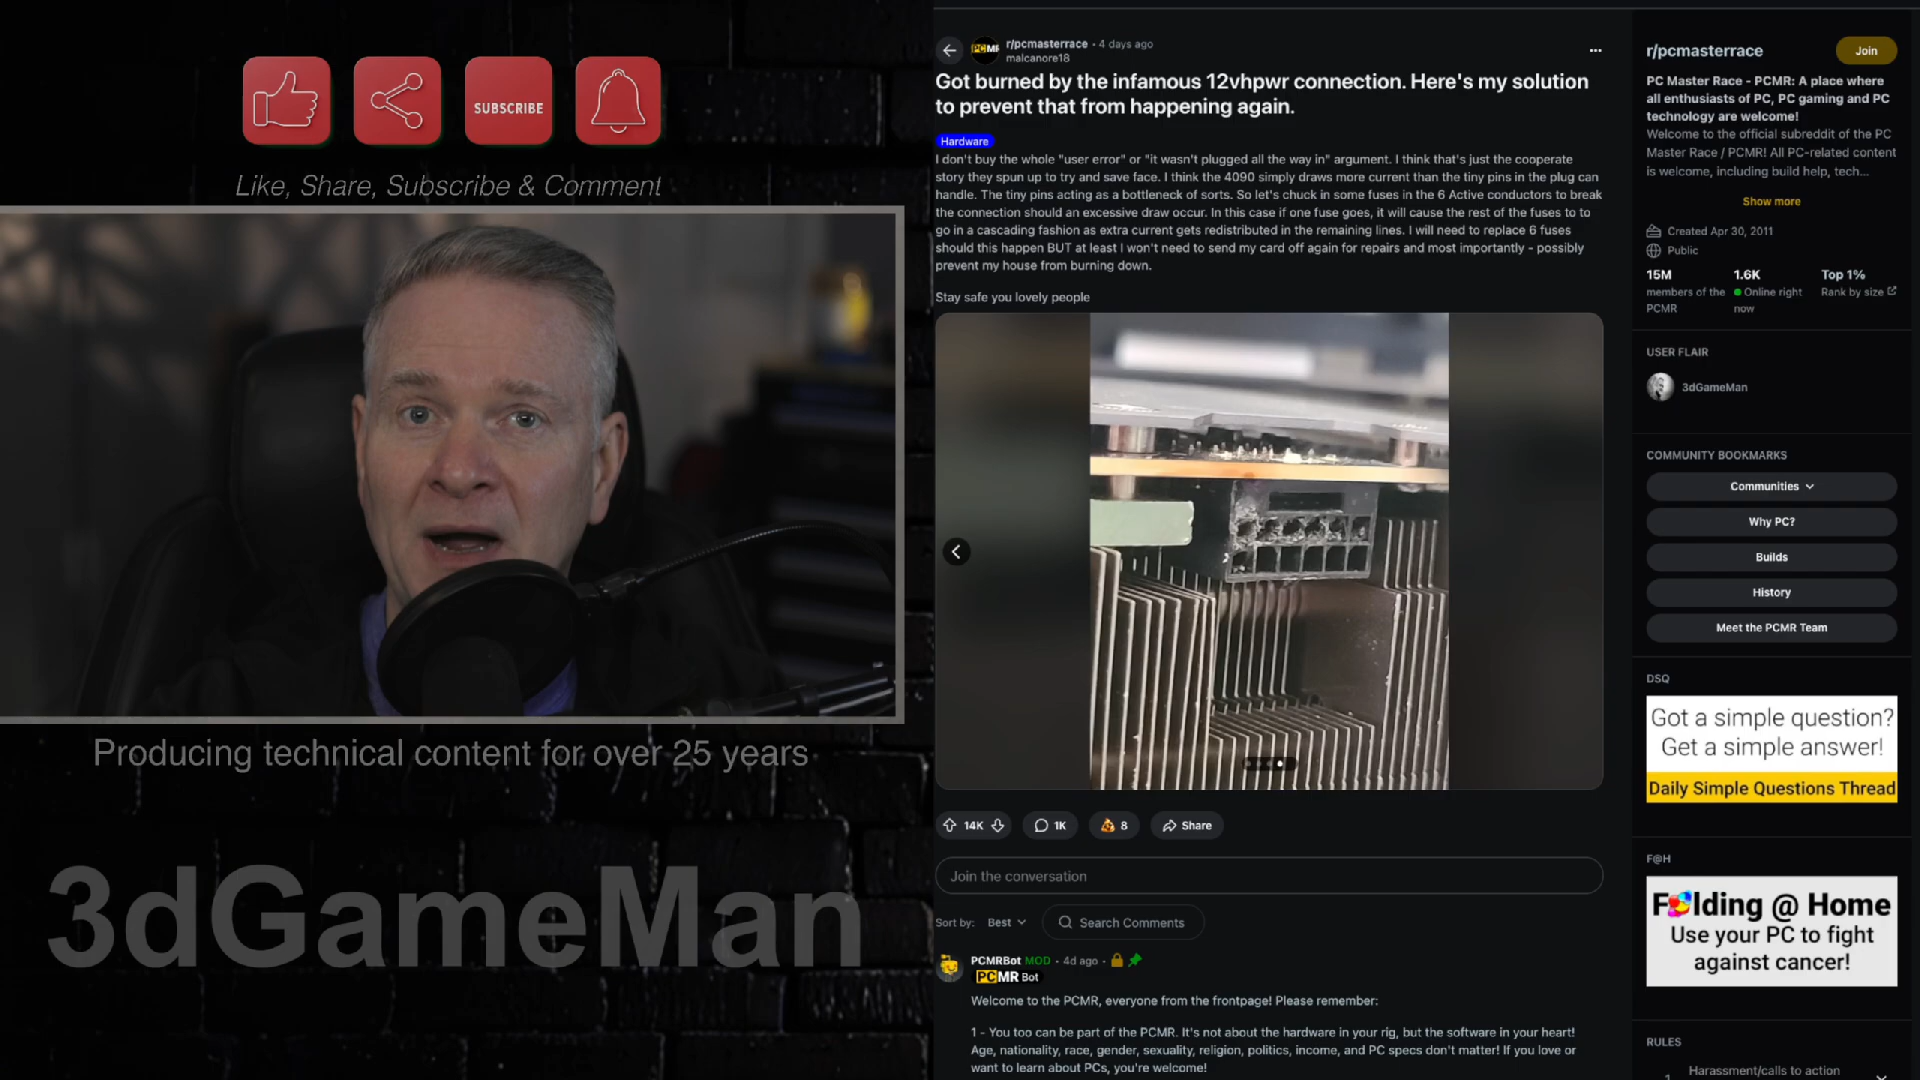 SUBSCRIBE
Like, Share, Subscribe & Comment
Producing technical content for over 25 years
3dGameMan
PCMR
r/pcmasterrace • 4 days ago
malcanore18
Got burned by the infamous 12vhpwr connection. Here's my solution
to prevent that from happening again.
Hardware
I don't buy the whole "user error" or "it wasn't plugged all the way in" argument. I think that's just the cooperate
story they spun up to try and save face. I think the 4090 simply draws more current than the tiny pins in the plug can
handle. The tiny pins acting as a bottleneck of sorts. So let's chuck in some fuses in the 6 Active conductors to break
the connection should an excessive draw occur. In this case if one fuse goes, it will cause the rest of the fuses to to
go in a cascading fashion as extra current gets redistributed in the remaining lines. I will need to replace 6 fuses
should this happen BUT at least I won't need to send my card off again for repairs and most importantly - possibly
prevent my house from burning down.
Stay safe you lovely people
14K
1K
8
Share
Join the conversation
Sort by:
Best
Search Comments
PCMRBot MOD • 4d ago •
PCMR Bot
Welcome to the PCMR, everyone from the frontpage! Please remember:
1 - You too can be part of the PCMR. It's not about the hardware in your rig, but the software in your heart!
Age, nationality, race, gender, sexuality, religion, politics, income, and PC specs don't matter! If you love or
want to learn about PCs, you're welcome!
r/pcmasterrace
Join
PC Master Race - PCMR: A place where
all enthusiasts of PC, PC gaming and PC
technology are welcome!
Welcome to the official subreddit of the PC
Master Race / PCMR! All PC-related content
is welcome, including build help, tech...
Show more
Created Apr 30, 2011
Public
15M
members of the
PCMR
1.6K
Online right
now
Top 1%
Rank by size
USER FLAIR
3dGameMan
COMMUNITY BOOKMARKS
Communities
Why PC?
Builds
History
Meet the PCMR Team
DSQ
Got a simple question?
Get a simple answer!
Daily Simple Questions Thread
F@H
Folding @ Home
Use your PC to fight
against cancer!
RULES
1
Harassment/calls to action